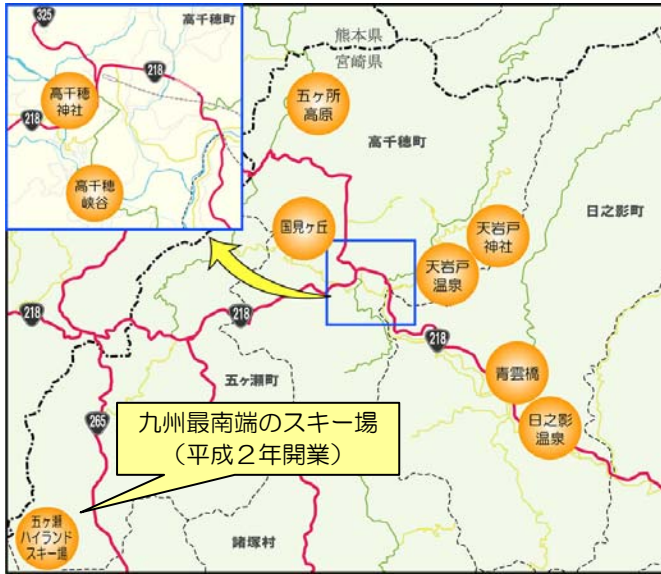 325
高千穂町
218
高千穂
神社
218
高千穂
峡谷
熊本県
宮崎県
五ヶ所
高原
高千穂町
日之影町
国見ヶ丘
天岩戸
神社
天岩戸
温泉
218
218
218
青雲橋
五ヶ瀬町
日之影
温泉
265
九州最南端のスキー場
（平成２年開業）
五ヶ瀬
ハイランド
スキー場
諸塚村